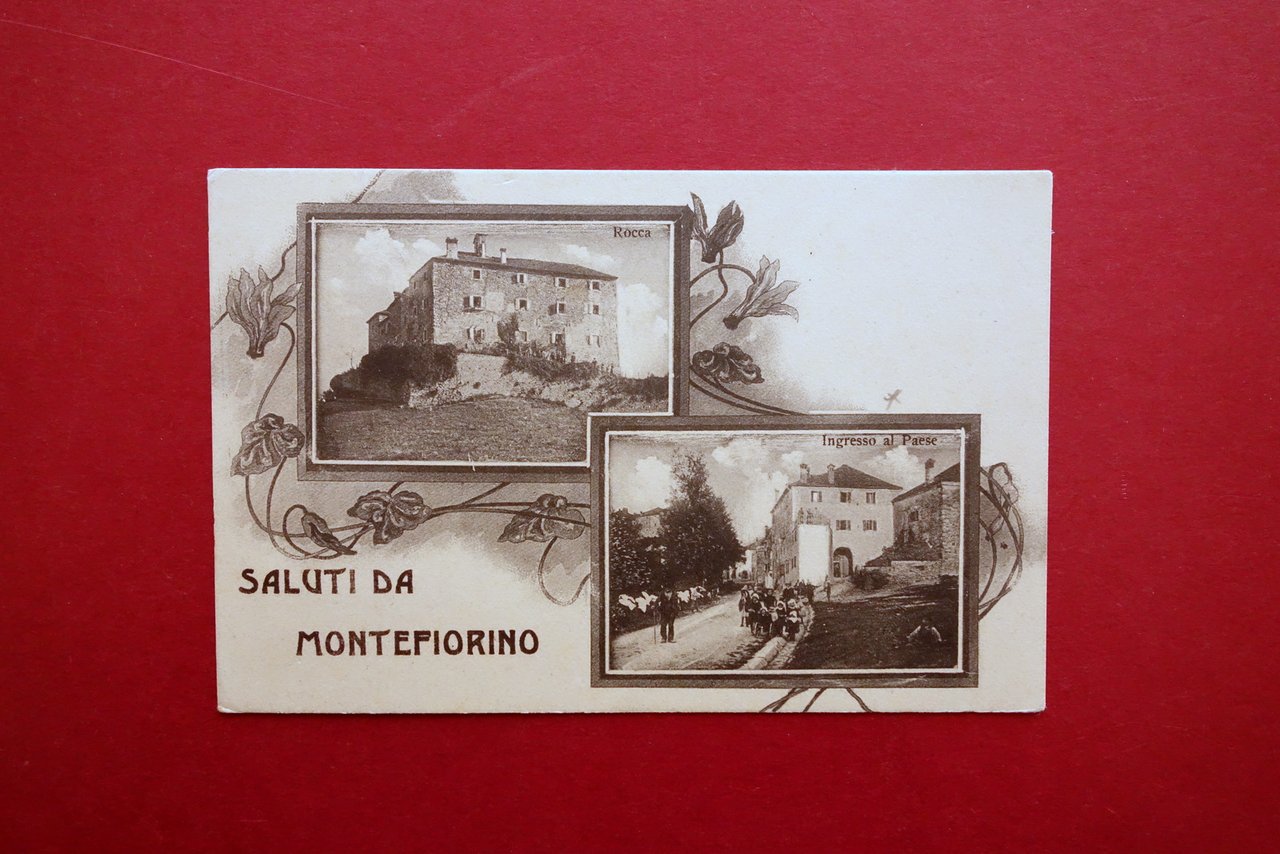 Rocca
Ingresso al Paese
SALUTI DA
MONTEFIORINO